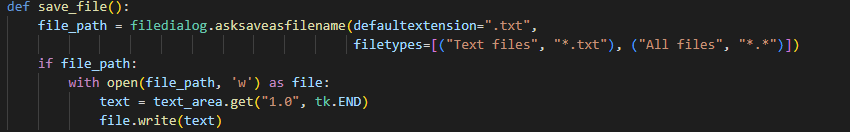 def save_file():
    file_path = filedialog.asksaveasfilename(defaultextension=".txt",
                                             filetypes=[("Text files", "*.txt"), ("All files", "*.*")])
    if file_path:
        with open(file_path, 'w') as file:
            text = text_area.get("1.0", tk.END)
            file.write(text)